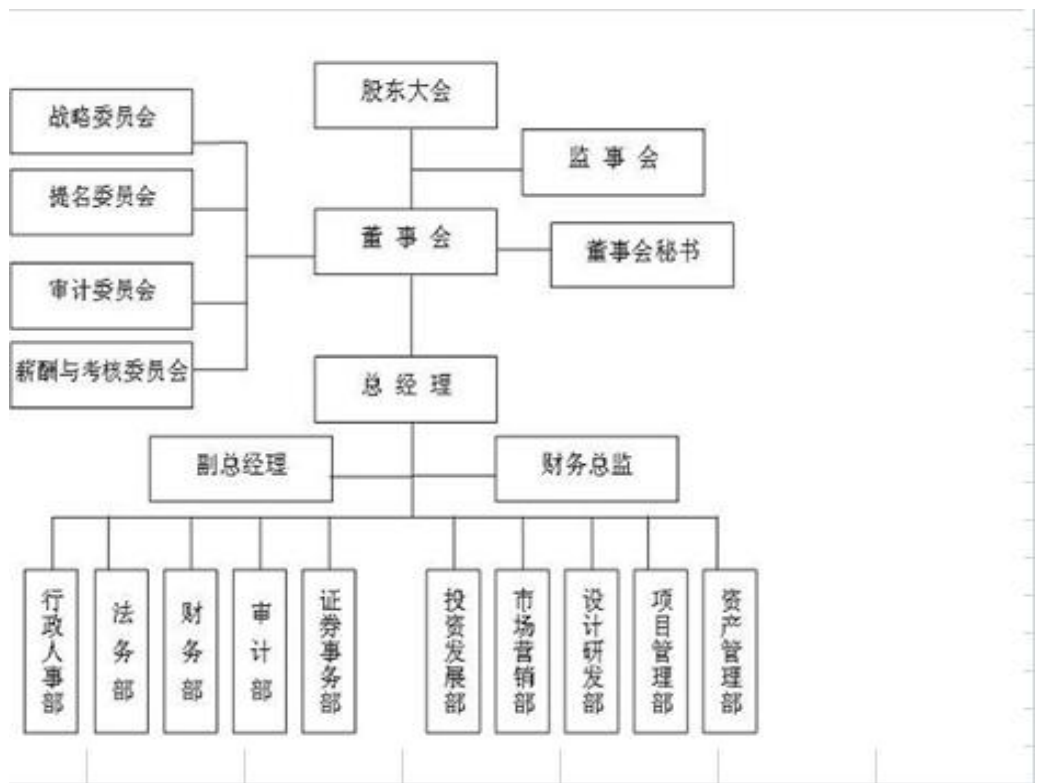 股东大会
战略委员会
监 事 会
提名委员会
董 事 会
董事会秘书
审计委员会
薪酬与考核委员会
总 经 理
副总经理
财务总监
行政人事部
法务部
财务部
审计部
证券事务部
投资发展部
市场营销部
设计研发部
项目管理部
资产管理部